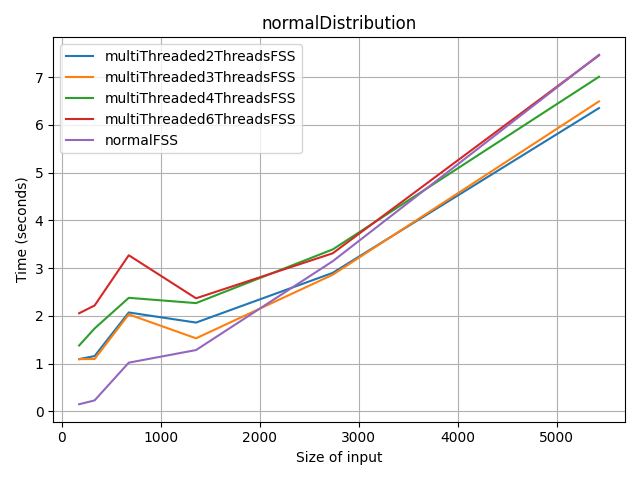 normalDistribution
multiThreaded2ThreadsFSS
multiThreaded3ThreadsFSS
multiThreaded4ThreadsFSS
multiThreaded6ThreadsFSS
normalFSS
Time (seconds)
7
6
5
4
3
2
1
0
0 1000 2000 3000 4000 5000
Size of input